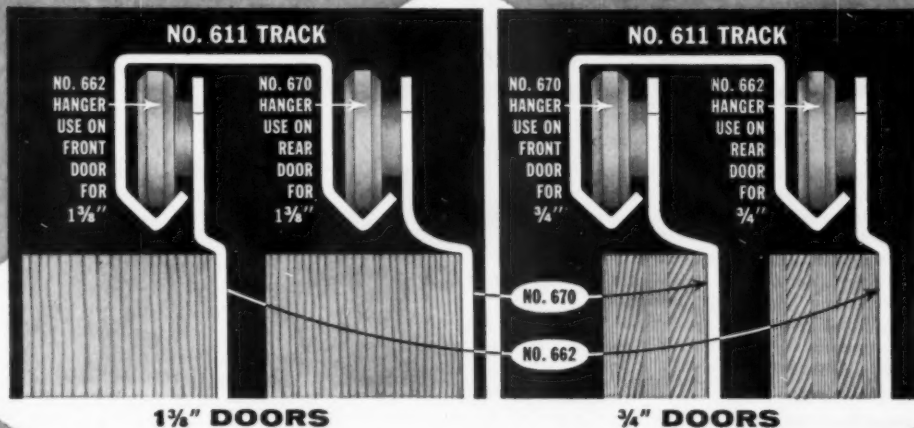 NO. 611 TRACK
NO. 662
HANGER
USE ON
FRONT
DOOR
FOR
1⅜"
NO. 670
HANGER
USE ON
REAR
DOOR
FOR
1⅜"
1⅜" DOORS
NO. 611 TRACK
NO. 670
HANGER
USE ON
FRONT
DOOR
FOR
¾"
NO. 662
HANGER
USE ON
REAR
DOOR
FOR
¾"
NO. 670
NO. 662
¾" DOORS